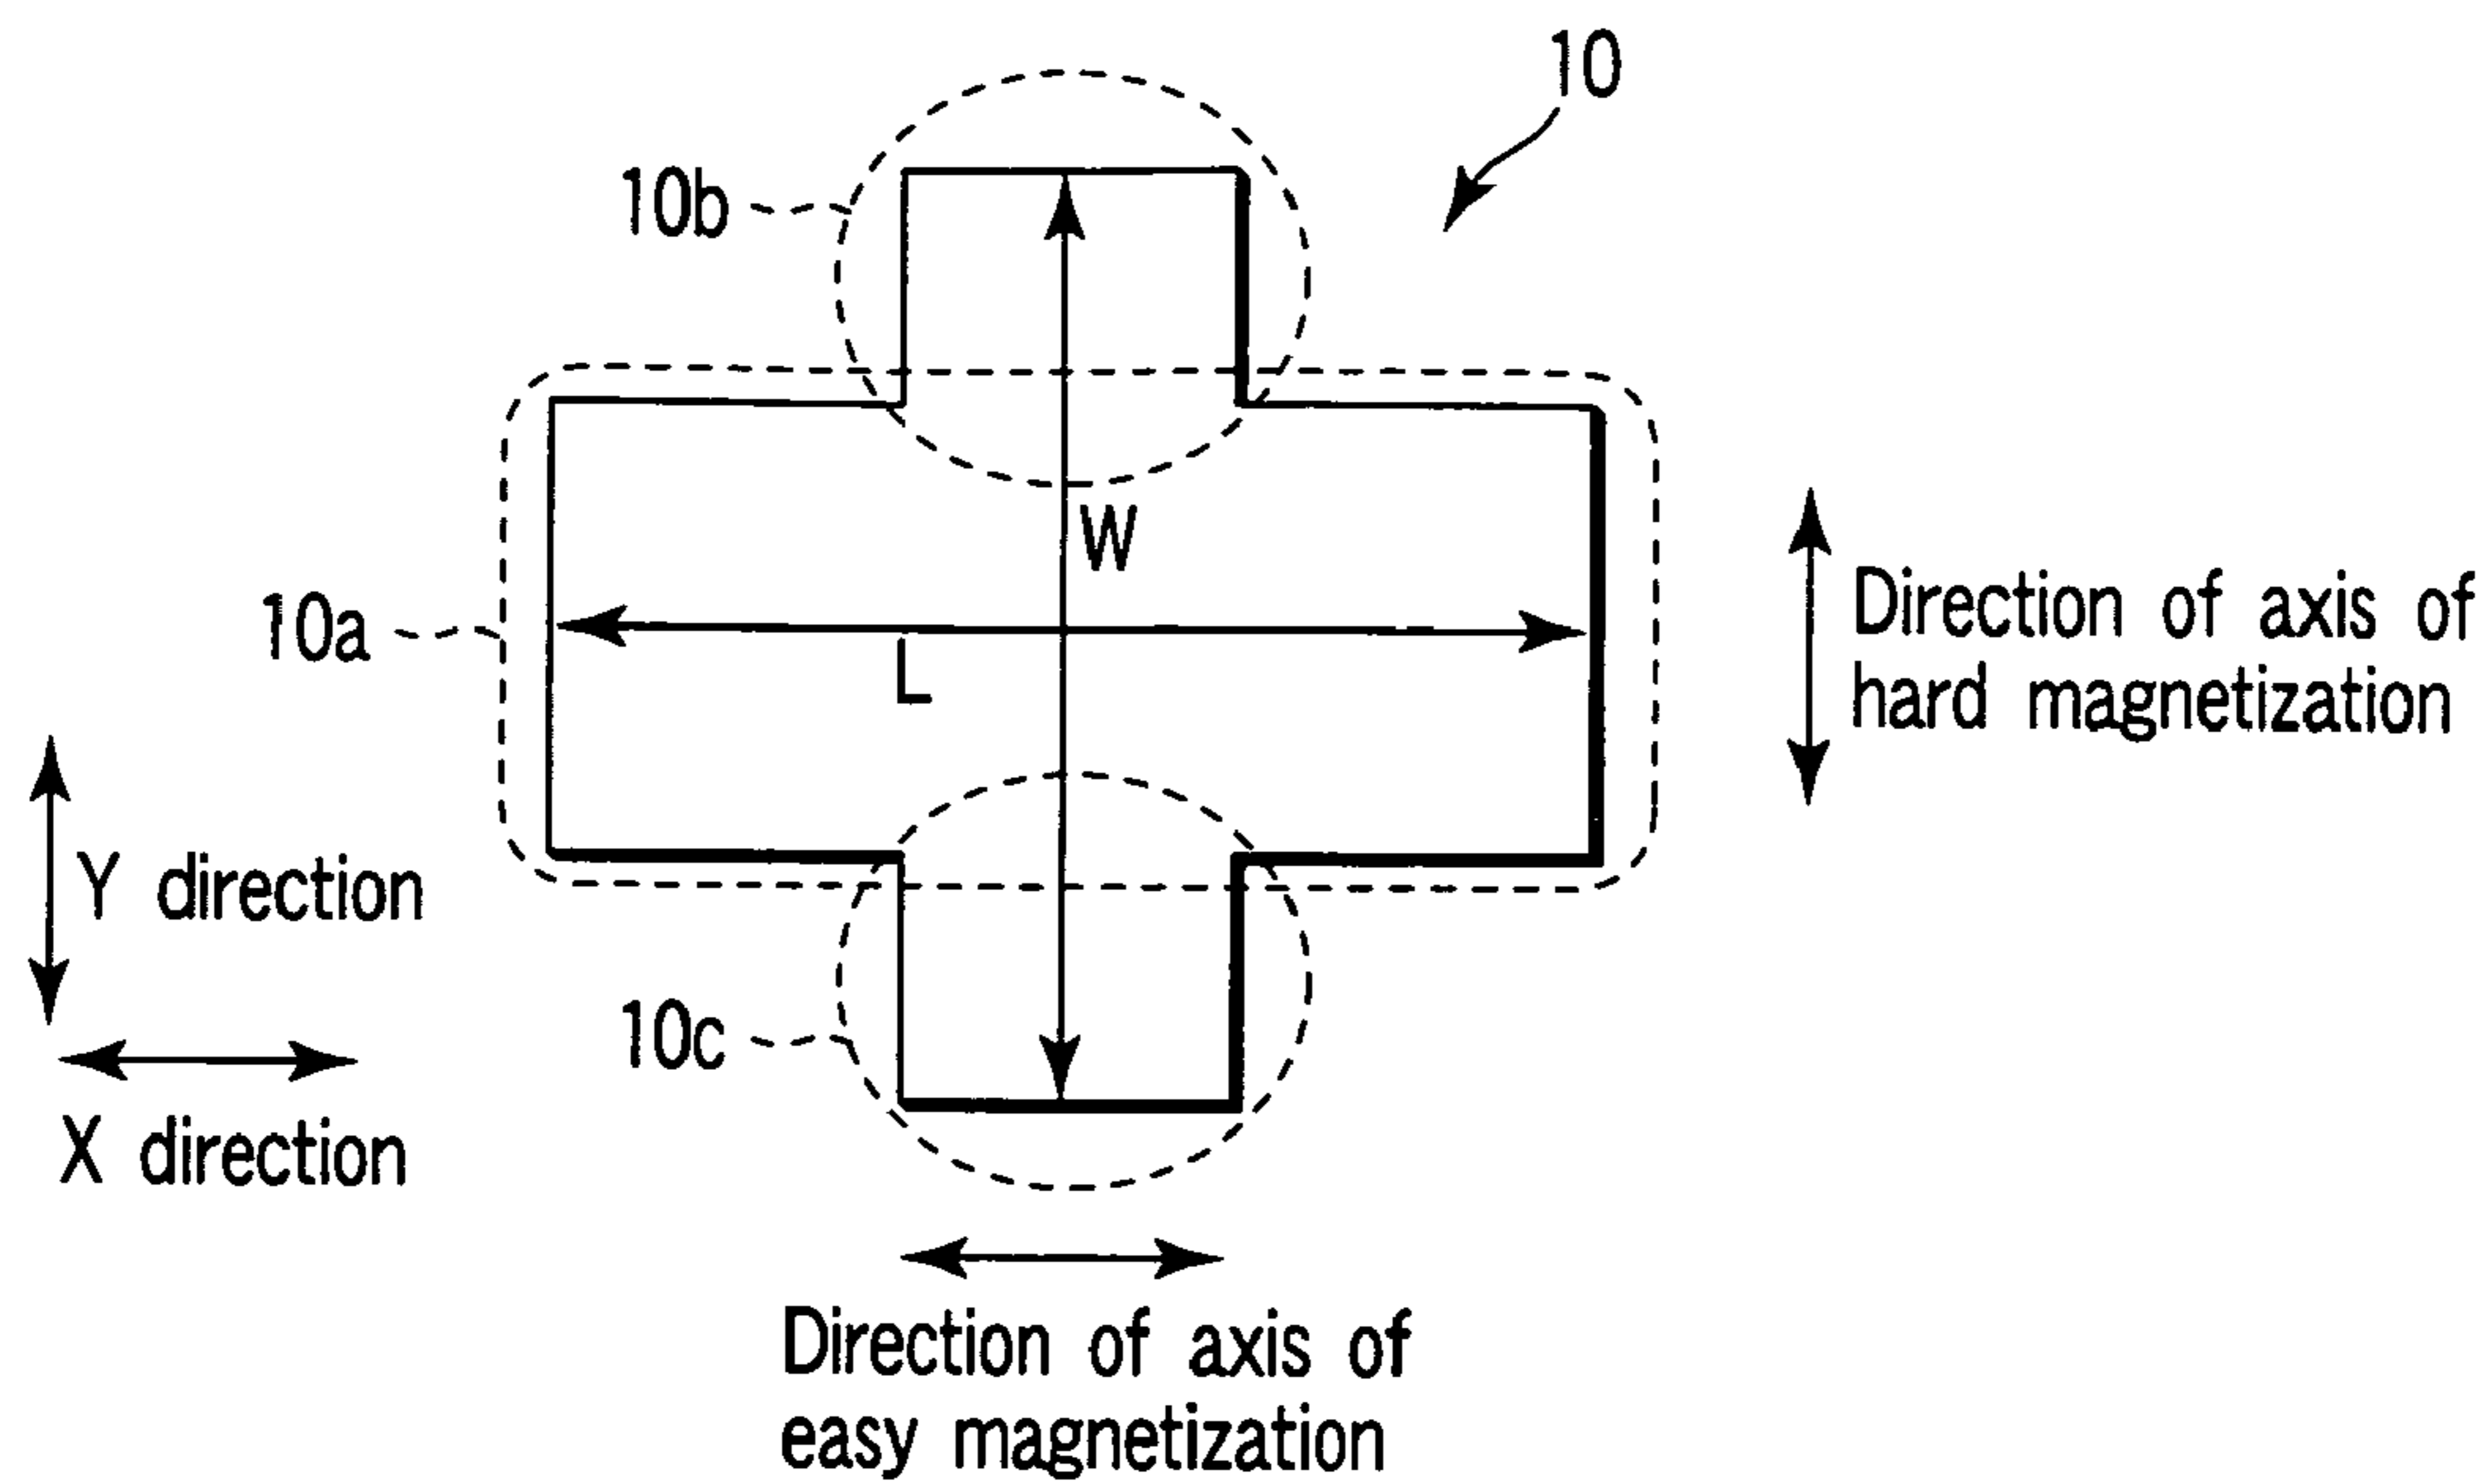 10
10b
W
10a
L
Direction of axis of
hard magnetization
Y direction
10c
X direction
Direction of axis of
easy magnetization